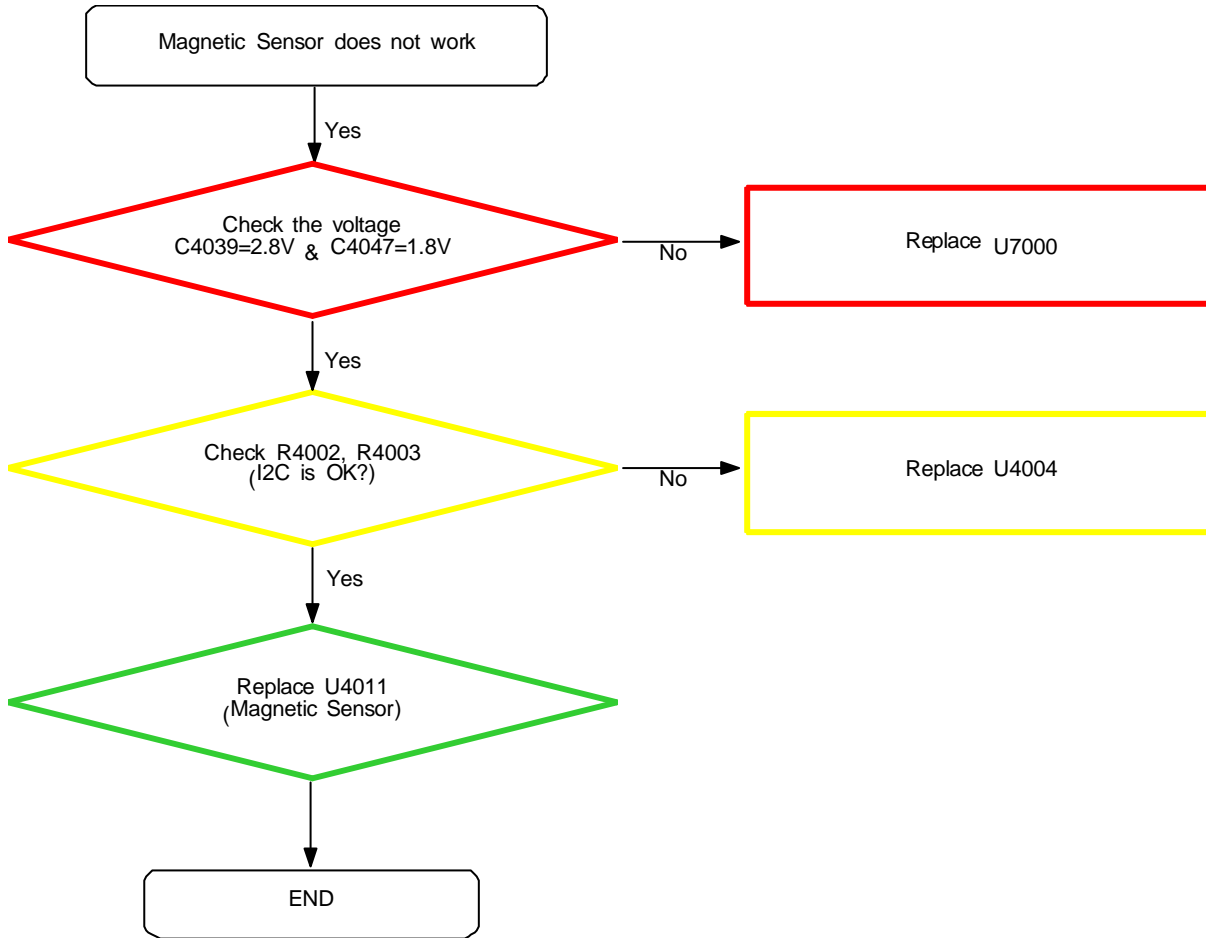 Magnetic Sensor does not work
Yes
Check the voltage
C4039=2.8V & C4047=1.8V
No
Replace U7000
Yes
Check R4002, R4003
(I2C is OK?)
No
Replace U4004
Yes
Replace U4011
(Magnetic Sensor)
END